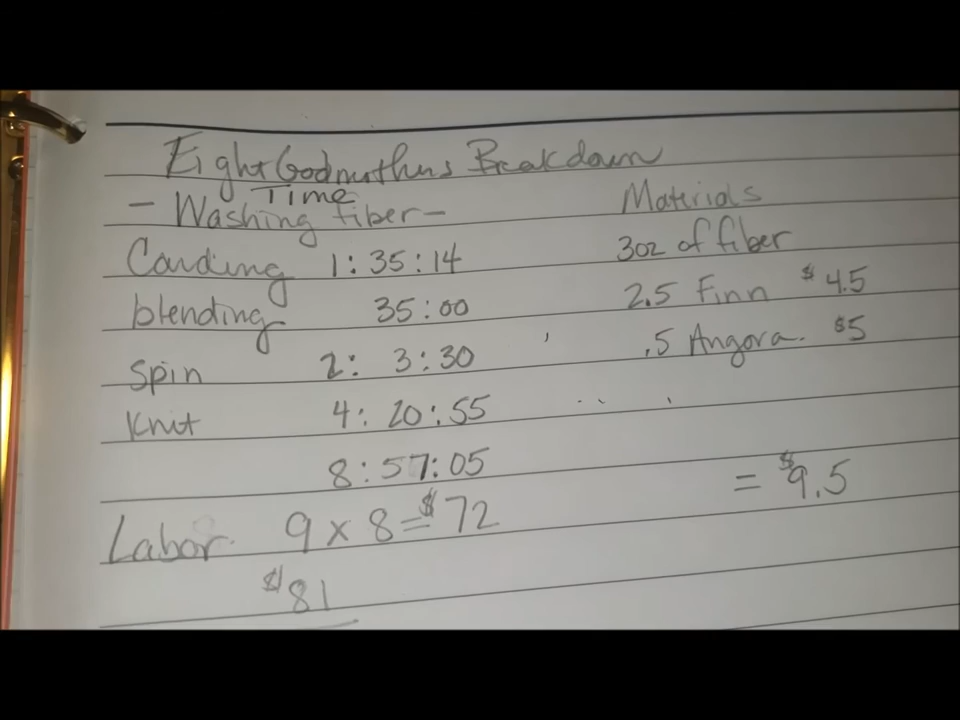 Eight Godmuthers Breakdown
Time
- Washing fiber -
Carding 1:35:14
blending 35:00
Spin 2: 3:30
Knit 4: 20:55
8:57:05
Labor. 9 x 8 = $72
$81
Materials
3oz of fiber
2.5 Finn $4.5
.5 Angora. $5
= $9.5